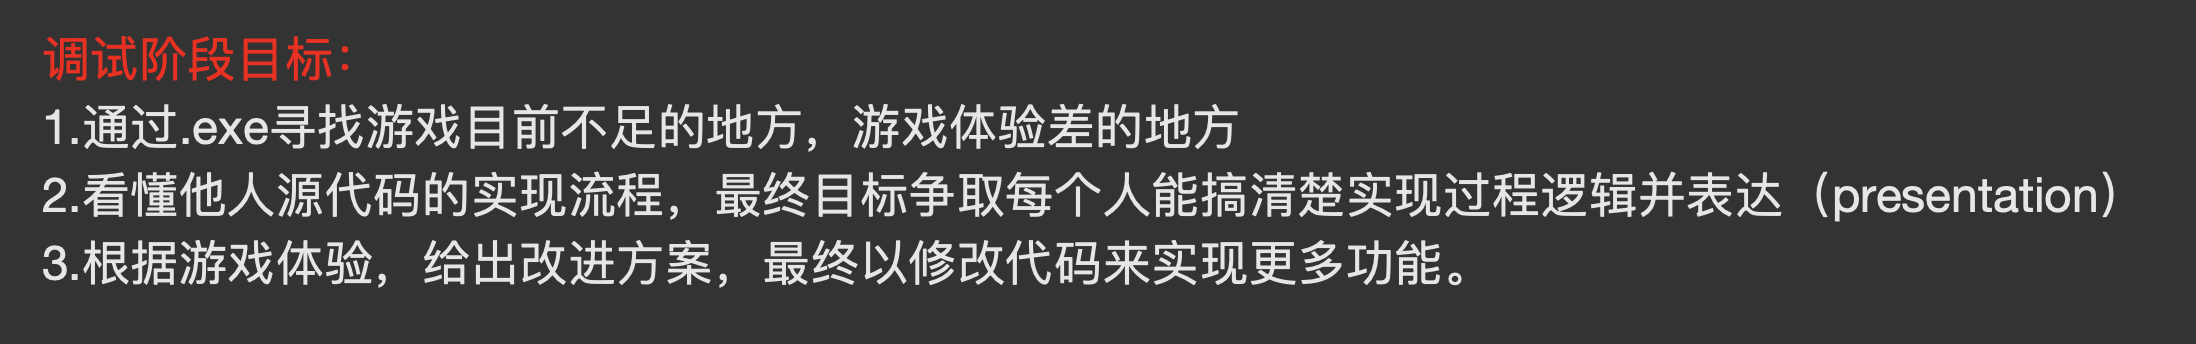 调试阶段目标：
1.通过.exe寻找游戏目前不足的地方，游戏体验差的地方
2.看懂他人源代码的实现流程，最终目标争取每个人能搞清楚实现过程逻辑并表达（presentation）
3.根据游戏体验，给出改进方案，最终以修改代码来实现更多功能。